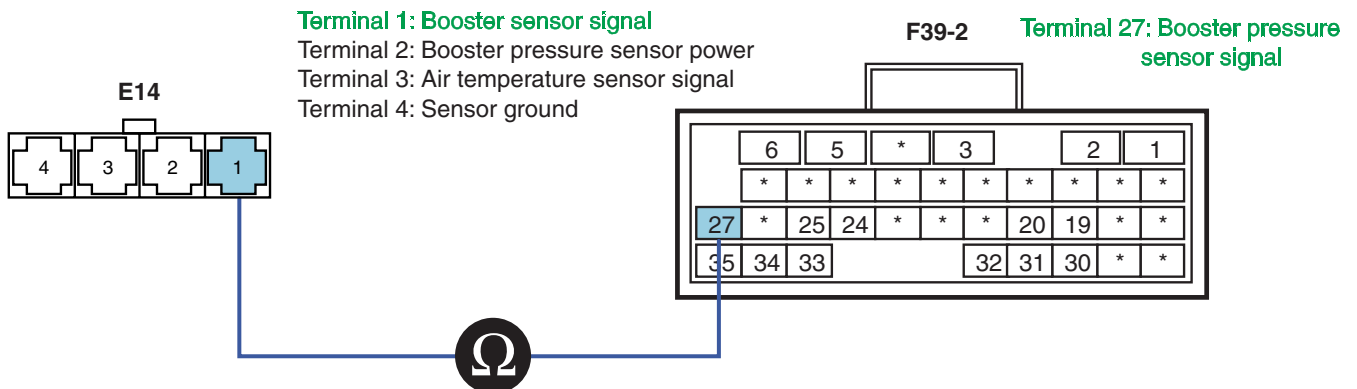 Terminal 1: Booster sensor signal
Terminal 2: Booster pressure sensor power
Terminal 3: Air temperature sensor signal
Terminal 4: Sensor ground
E14
4 3 2 1
F39-2
Terminal 27: Booster pressure
sensor signal
6 5 * 3 2 1
* * * * * * * * * *
27 * 25 24 * * * 20 19 * *
35 34 33 32 31 30 * *
Ω